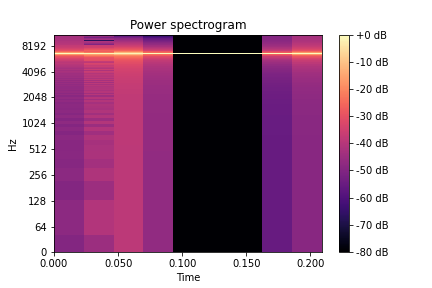 Power spectrogram
8192
4096
2048
1024
512
256
128
64
0
Hz
0.000 0.050 0.100 0.150 0.200
Time
+0 dB
-10 dB
-20 dB
-30 dB
-40 dB
-50 dB
-60 dB
-70 dB
-80 dB